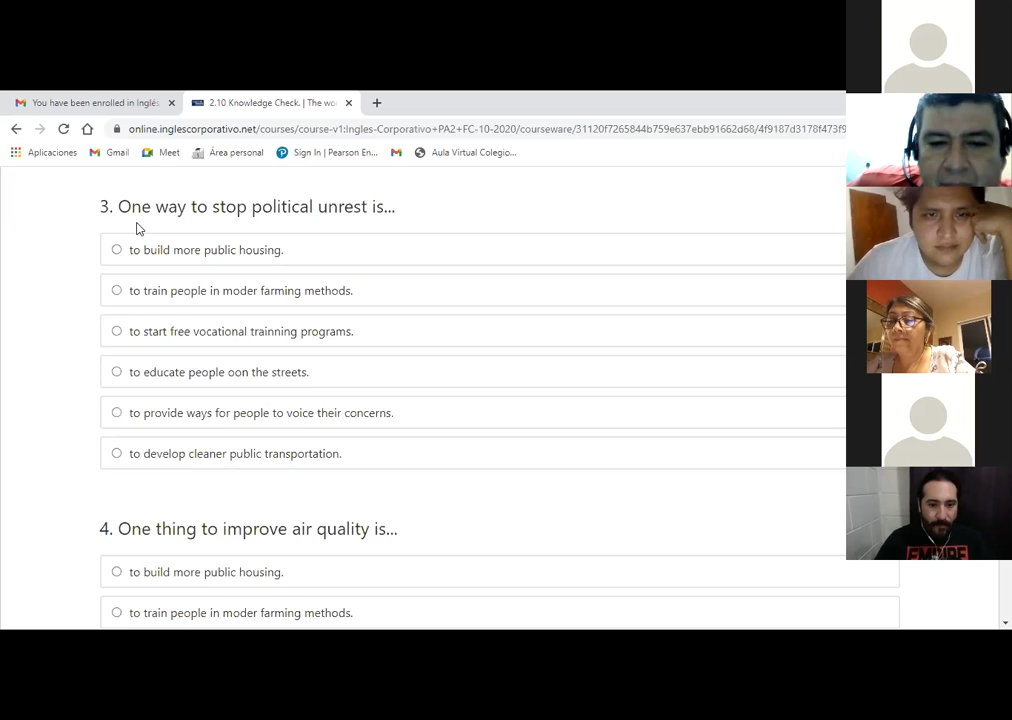 You have been enrolled in Inglés
2.10 Knowledge Check. | The wo
online.inglescorporativo.net/courses/course-v1:Ingles-Corporativo+PA2+FC-10-2020/courseware/31120f7265844b759e637ebb91662d68/4f9187d3178f473f9
Aplicaciones Gmail Meet Área personal Sign In | Pearson En... Aula Virtual Colegio...
3. One way to stop political unrest is...
to build more public housing.
to train people in moder farming methods.
to start free vocational trainning programs.
to educate people oon the streets.
to provide ways for people to voice their concerns.
to develop cleaner public transportation.
4. One thing to improve air quality is...
to build more public housing.
to train people in moder farming methods.
EMPIRE